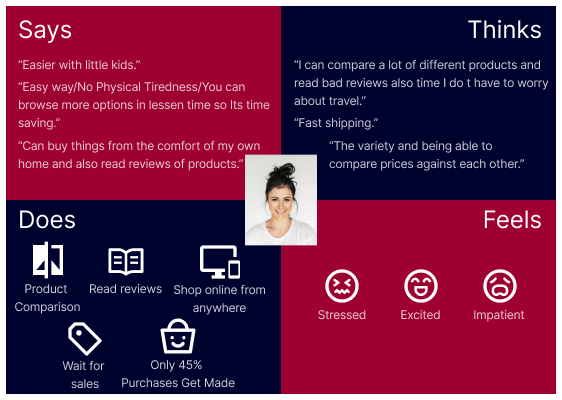 Says
“Easier with little kids.”
“Easy way/No Physical Tiredness/You can
browse more options in lessen time so Its time
saving.”
“Can buy things from the comfort of my own
home and also read reviews of products.”
Thinks
“I can compare a lot of different products and
read bad reviews also time I do t have to worry
about travel.”
“Fast shipping.”
“The variety and being able to
compare prices against each other.”
Does
Product
Comparison
Read reviews
Shop online from
anywhere
Wait for
sales
Only 45%
Purchases Get Made
Feels
Stressed
Excited
Impatient